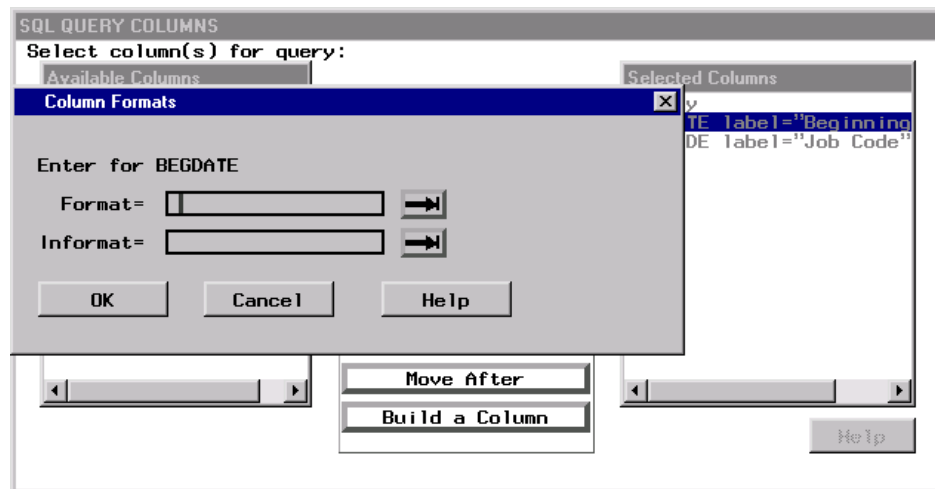 SQL QUERY COLUMNS
Select column(s) for query:
Available Columns
Selected Columns
Column Formats
y
TE label="Beginning
DE label="Job Code"
Enter for BEGDATE
Format=
Informat=
OK Cancel Help
Move After
Build a Column
Help